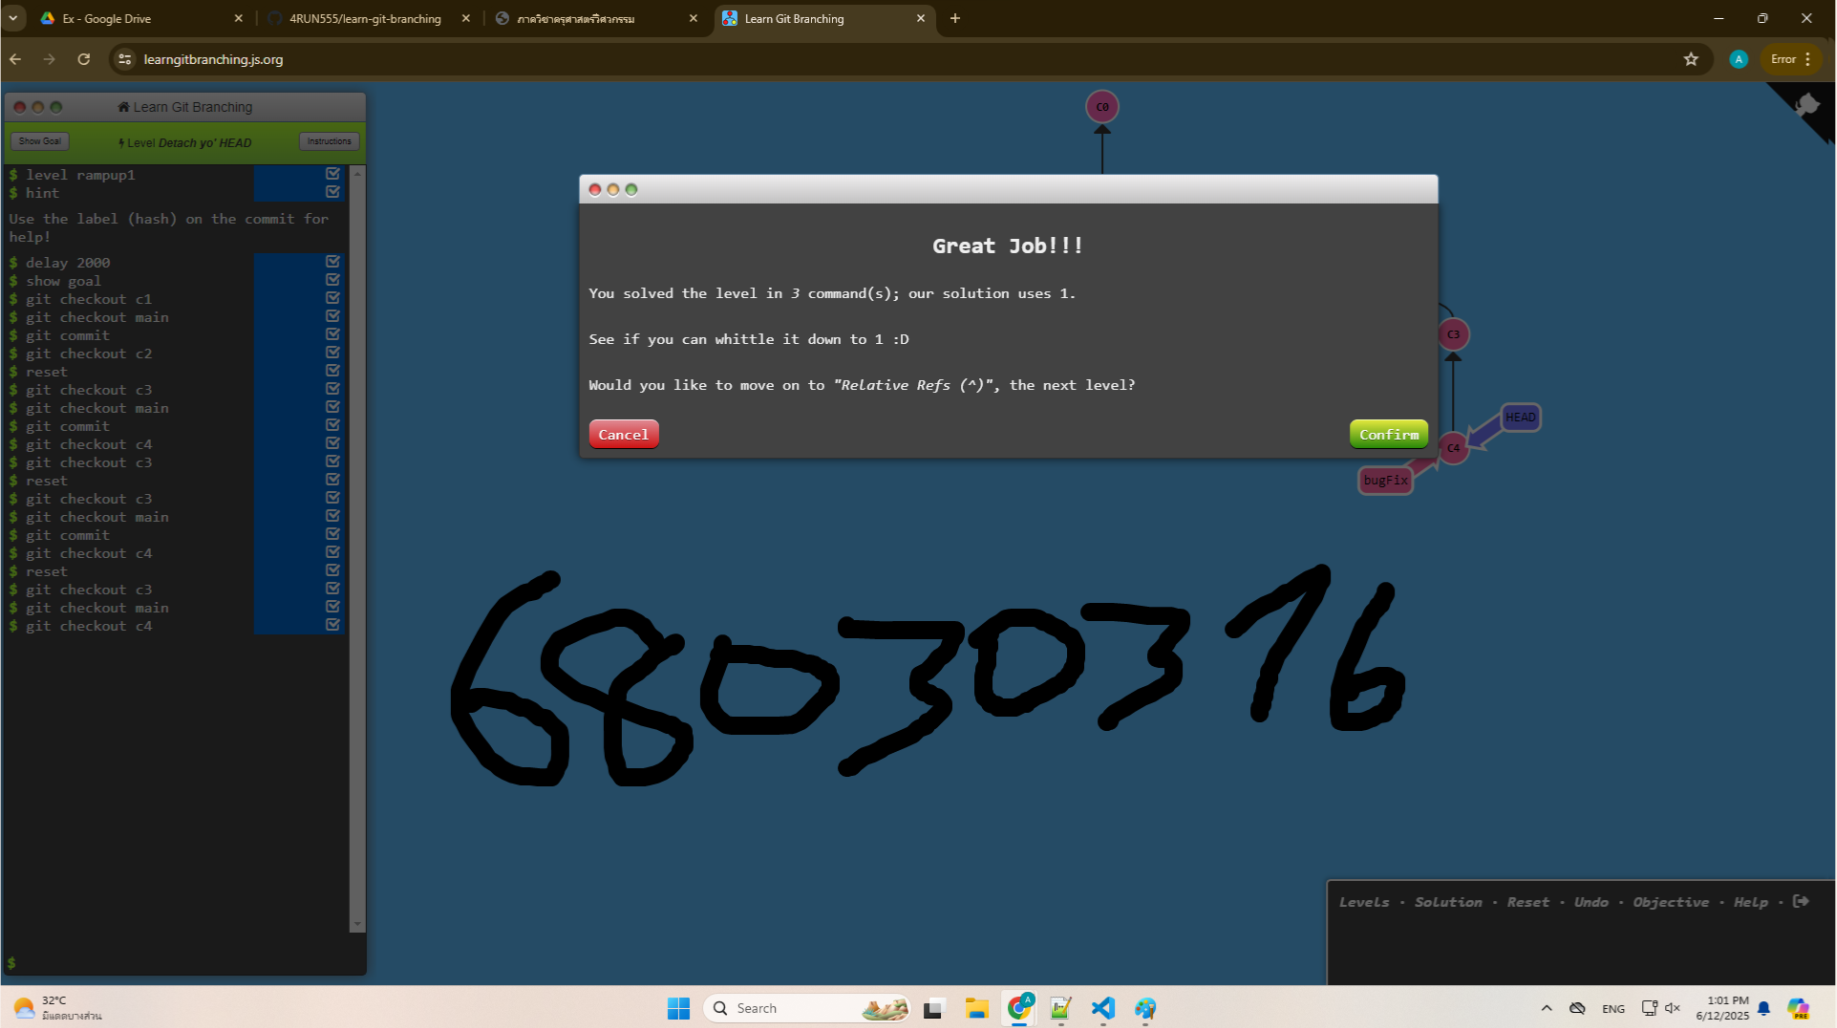 Ex - Google Drive
4RUN555/learn-git-branching
ภาควิชาครุศาสตร์วิศวกรรม
Learn Git Branching
learngitbranching.js.org
A
Error
Learn Git Branching
Show Goal
Level Detach yo' HEAD
Instructions
$ level rampup1
$ hint
Use the label (hash) on the commit for
help!
$ delay 2000
$ show goal
$ git checkout c1
$ git checkout main
$ git commit
$ git checkout c2
$ reset
$ git checkout c3
$ git checkout main
$ git commit
$ git checkout c4
$ git checkout c3
$ reset
$ git checkout c3
$ git checkout main
$ git commit
$ git checkout c4
$ reset
$ git checkout c3
$ git checkout main
$ git checkout c4
$
C0
Great Job!!!
You solved the level in 3 command(s); our solution uses 1.
See if you can whittle it down to 1 :D
Would you like to move on to "Relative Refs (^)", the next level?
Cancel
Confirm
C3
HEAD
C4
bugFix
68030376
Levels · Solution · Reset · Undo · Objective · Help ·
32°C
มีแดดบางส่วน
Search
A
ENG
1:01 PM
6/12/2025
PRE